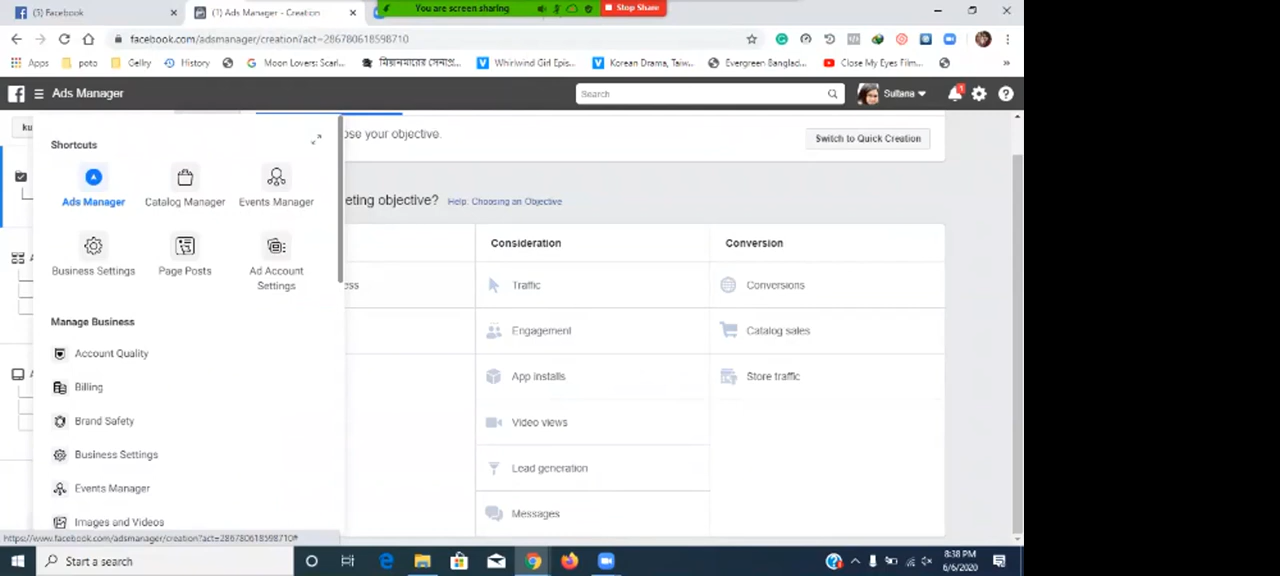 (5) Facebook
(1) Ads Manager - Creation
You are screen sharing
Stop Share
facebook.com/adsmanager/creation?act=286780618598710
Apps
poto
Gellry
History
Moon Lovers: Scarl...
Whirlwind Girl Epis...
Korean Drama, Taiw...
Evergreen Banglad...
Close My Eyes Film...
Ads Manager
Search
Sultana
ku
ose your objective.
Switch to Quick Creation
Shortcuts
Ads Manager
Catalog Manager
Events Manager
Business Settings
Page Posts
Ad Account Settings
eting objective?
Help: Choosing an Objective
Consideration
Conversion
ess
Traffic
Conversions
Engagement
Catalog sales
App installs
Store traffic
Video views
Lead generation
Messages
Manage Business
Account Quality
Billing
Brand Safety
Business Settings
Events Manager
Images and Videos
https://www.facebook.com/adsmanager/creation?act=286780618598710#
Start a search
8:38 PM
6/6/2020